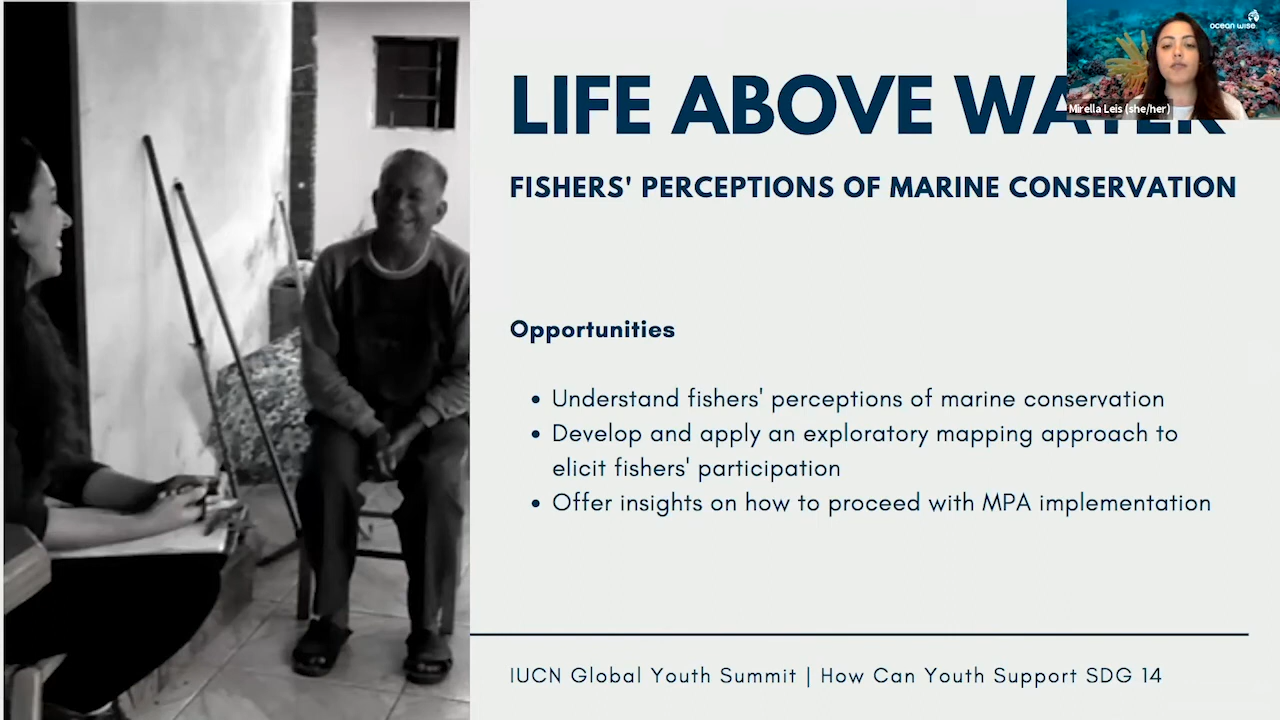 LIFE ABOVE WATER
ocean wise
Mirella Leis (she/her)
FISHERS' PERCEPTIONS OF MARINE CONSERVATION
Opportunities
• Understand fishers' perceptions of marine conservation
• Develop and apply an exploratory mapping approach to
elicit fishers' participation
• Offer insights on how to proceed with MPA implementation
IUCN Global Youth Summit | How Can Youth Support SDG 14